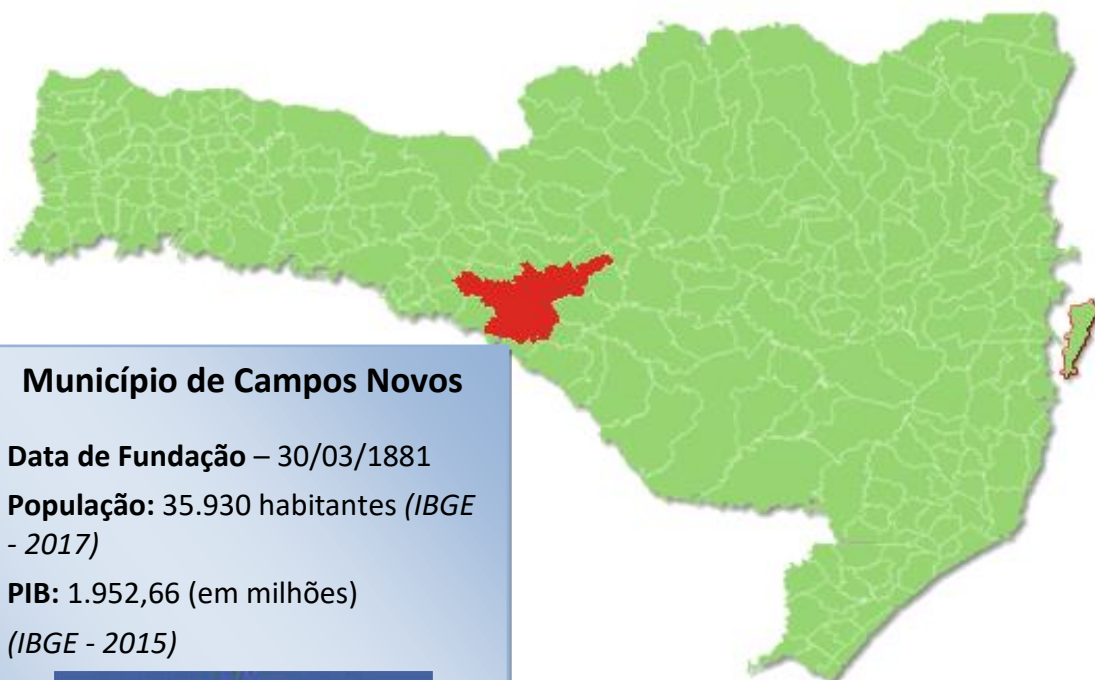 Município de Campos Novos
Data de Fundação – 30/03/1881
População: 35.930 habitantes (IBGE
- 2017)
PIB: 1.952,66 (em milhões)
(IBGE - 2015)